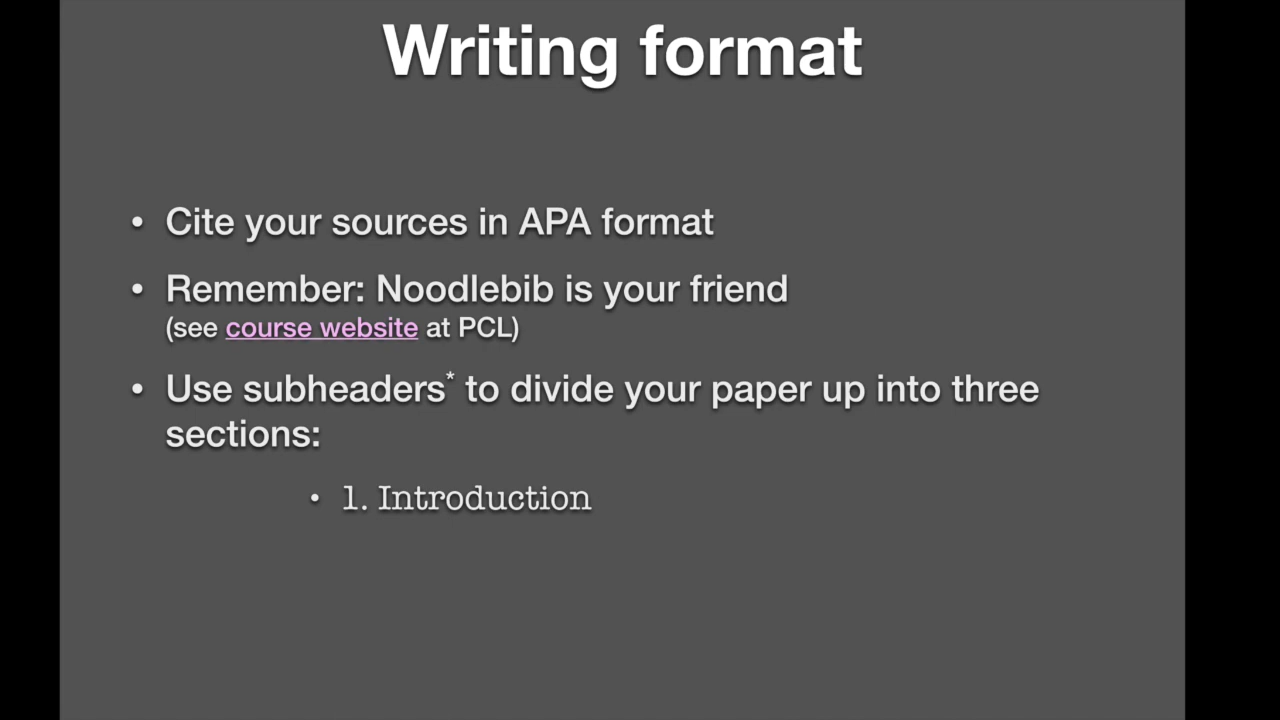 Writing format
• Cite your sources in APA format
• Remember: Noodlebib is your friend
(see course website at PCL)
• Use subheaders* to divide your paper up into three
sections:
• 1. Introduction